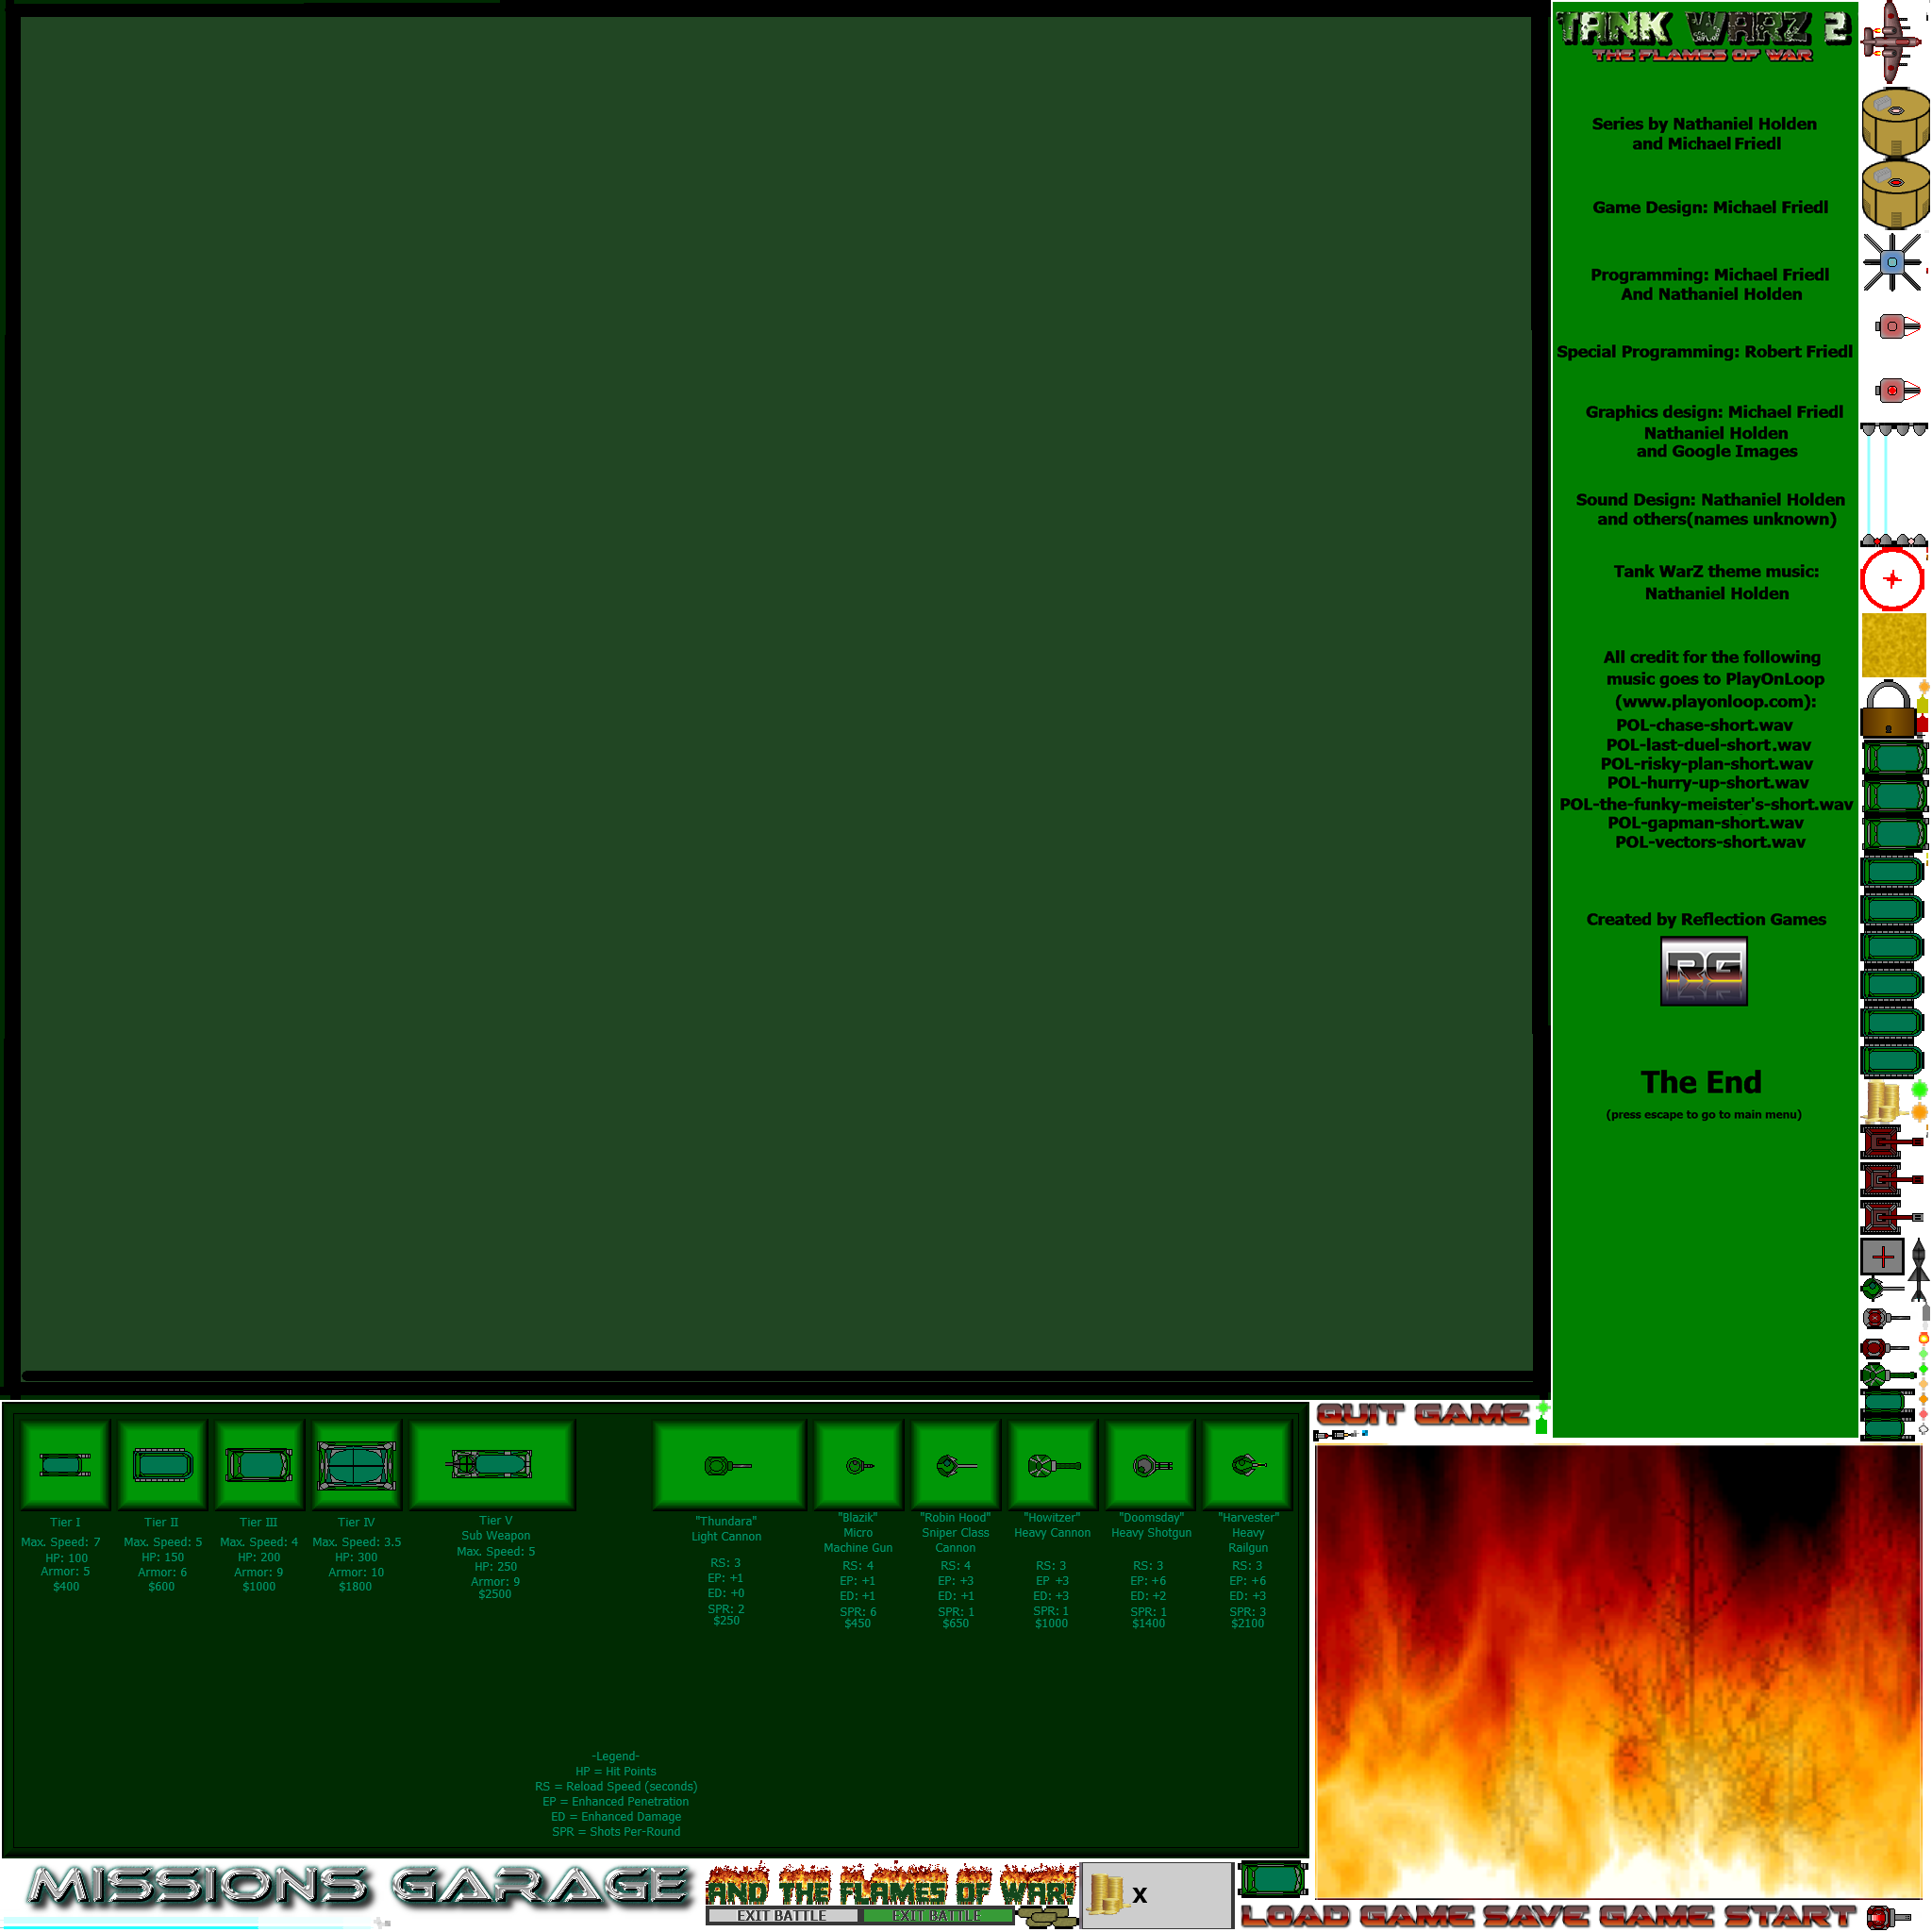 TANK WARZ 2
THE FLAMES OF WAR
Series by Nathaniel Holden
and Michael Friedl
Game Design: Michael Friedl
Programming: Michael Friedl
And Nathaniel Holden
Special Programming: Robert Friedl
Graphics design: Michael Friedl
Nathaniel Holden
and Google Images
Sound Design: Nathaniel Holden
and others(names unknown)
Tank WarZ theme music:
Nathaniel Holden
All credit for the following
music goes to PlayOnLoop
(www.playonloop.com):
POL-chase-short.wav
POL-last-duel-short.wav
POL-risky-plan-short.wav
POL-hurry-up-short.wav
POL-the-funky-meister's-short.wav
POL-gapman-short.wav
POL-vectors-short.wav
Created by Reflection Games
RG
The End
(press escape to go to main menu)
QUIT GAME
Tier I
Max. Speed: 7
HP: 100
Armor: 5
$400
Tier II
Max. Speed: 5
HP: 150
Armor: 6
$600
Tier III
Max. Speed: 4
HP: 200
Armor: 9
$1000
Tier IV
Max. Speed: 3.5
HP: 300
Armor: 10
$1800
Tier V
Sub Weapon
Max. Speed: 5
HP: 250
Armor: 9
$2500
"Thundara"
Light Cannon
RS: 3
EP: +1
ED: +0
SPR: 2
$250
"Blazik"
Micro
Machine Gun
RS: 4
EP: +1
ED: +1
SPR: 6
$450
"Robin Hood"
Sniper Class
Cannon
RS: 4
EP: +3
ED: +1
SPR: 1
$650
"Howitzer"
Heavy Cannon
RS: 3
EP +3
ED: +3
SPR: 1
$1000
"Doomsday"
Heavy Shotgun
RS: 3
EP: +6
ED: +2
SPR: 1
$1400
"Harvester"
Heavy
Railgun
RS: 3
EP: +6
ED: +3
SPR: 3
$2100
-Legend-
HP = Hit Points
RS = Reload Speed (seconds)
EP = Enhanced Penetration
ED = Enhanced Damage
SPR = Shots Per-Round
MISSIONS GARAGE
AND THE FLAMES OF WAR!
EXIT BATTLE EXIT BATTLE
x
LOAD GAME SAVE GAME START